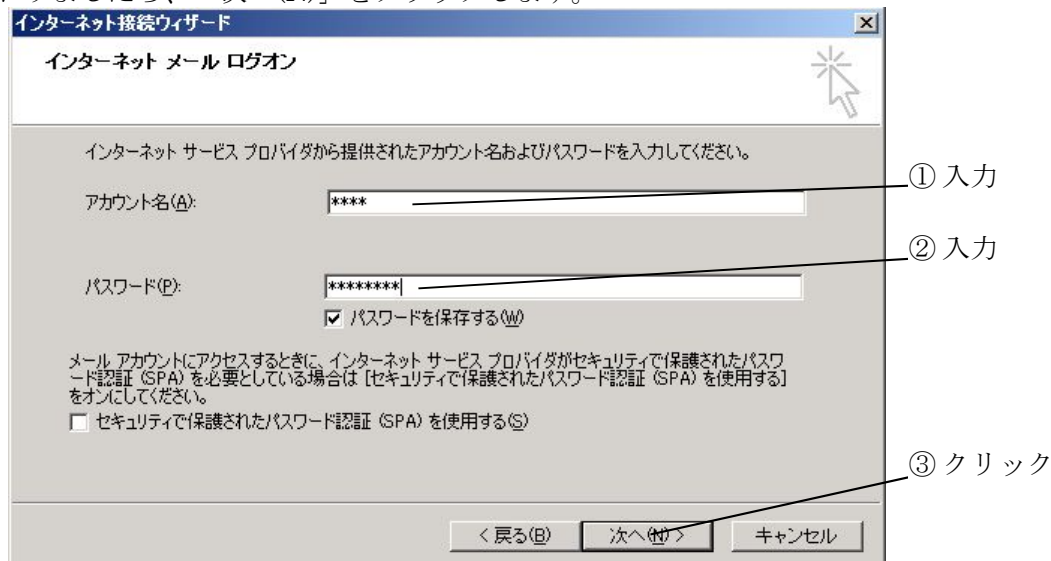 インターネット接続ウィザード
インターネット メール ログオン
インターネット サービス プロバイダから提供されたアカウント名およびパスワードを入力してください。
①入力
アカウント名(A):
****
②入力
パスワード(P):
********
パスワードを保存する(W)
メール アカウントにアクセスするときに、インターネット サービス プロバイダがセキュリティで保護されたパスワ
ード認証 (SPA) を必要としている場合は [セキュリティで保護されたパスワード認証 (SPA) を使用する]
をオンにしてください。
セキュリティで保護されたパスワード認証 (SPA) を使用する(S)
③クリック
< 戻る(B)
次へ(N) >
キャンセル